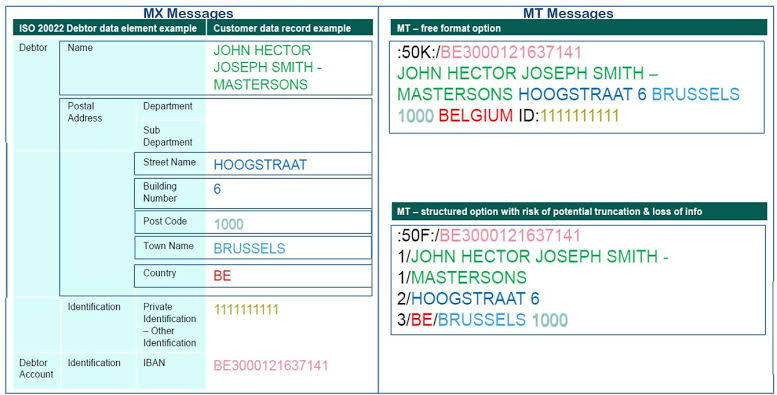 MX Messages
ISO 20022 Debtor data element example
Customer data record example
Debtor
Name
JOHN HECTOR
JOSEPH SMITH -
MASTERSONS
Postal
Address
Department
Sub
Department
Street Name
HOOGSTRAAT
Building
Number
6
Post Code
1000
Town Name
BRUSSELS
Country
BE
Identification
Private
Identification
– Other
Identification
1111111111
Debtor
Account
Identification
IBAN
BE3000121637141
MT Messages
MT – free format option
:50K:/BE3000121637141
JOHN HECTOR JOSEPH SMITH –
MASTERSONS HOOGSTRAAT 6 BRUSSELS
1000 BELGIUM ID:1111111111
MT – structured option with risk of potential truncation & loss of info
:50F:/BE3000121637141
1/JOHN HECTOR JOSEPH SMITH -
1/MASTERSONS
2/HOOGSTRAAT 6
3/BE/BRUSSELS 1000